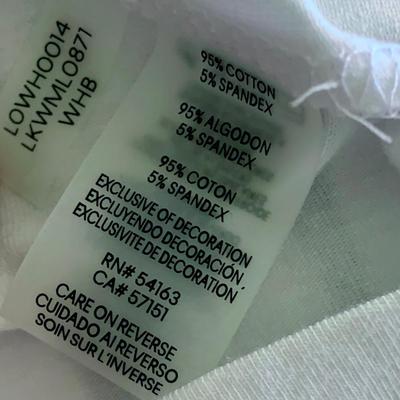 LOWH0014
LKWML0871
WHB
95% COTTON
5% SPANDEX
95% ALGODON
5% SPANDEX
95% COTON
5% SPANDEX
EXCLUSIVE OF DECORATION
EXCLUYENDO DECORACIÓN
EXCLUSIVITE DE DECORATION
RN# 54163
CA# 57151
CARE ON REVERSE
CUIDADO AL REVERSO
SOIN SUR L'INVERSE